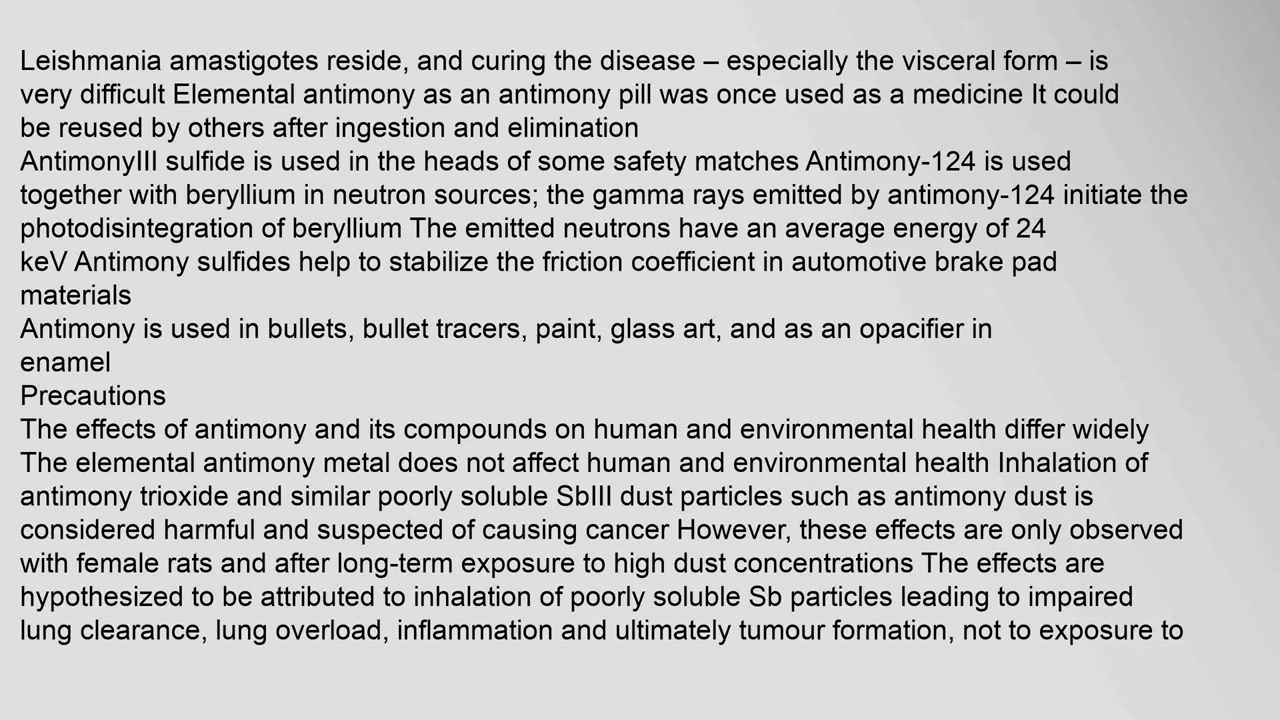 Leishmania amastigotes reside, and curing the disease – especially the visceral form – is
very difficult Elemental antimony as an antimony pill was once used as a medicine It could
be reused by others after ingestion and elimination
AntimonyIII sulfide is used in the heads of some safety matches Antimony-124 is used
together with beryllium in neutron sources; the gamma rays emitted by antimony-124 initiate the
photodisintegration of beryllium The emitted neutrons have an average energy of 24
keV Antimony sulfides help to stabilize the friction coefficient in automotive brake pad
materials
Antimony is used in bullets, bullet tracers, paint, glass art, and as an opacifier in
enamel
Precautions
The effects of antimony and its compounds on human and environmental health differ widely
The elemental antimony metal does not affect human and environmental health Inhalation of
antimony trioxide and similar poorly soluble SbIII dust particles such as antimony dust is
considered harmful and suspected of causing cancer However, these effects are only observed
with female rats and after long-term exposure to high dust concentrations The effects are
hypothesized to be attributed to inhalation of poorly soluble Sb particles leading to impaired
lung clearance, lung overload, inflammation and ultimately tumour formation, not to exposure to